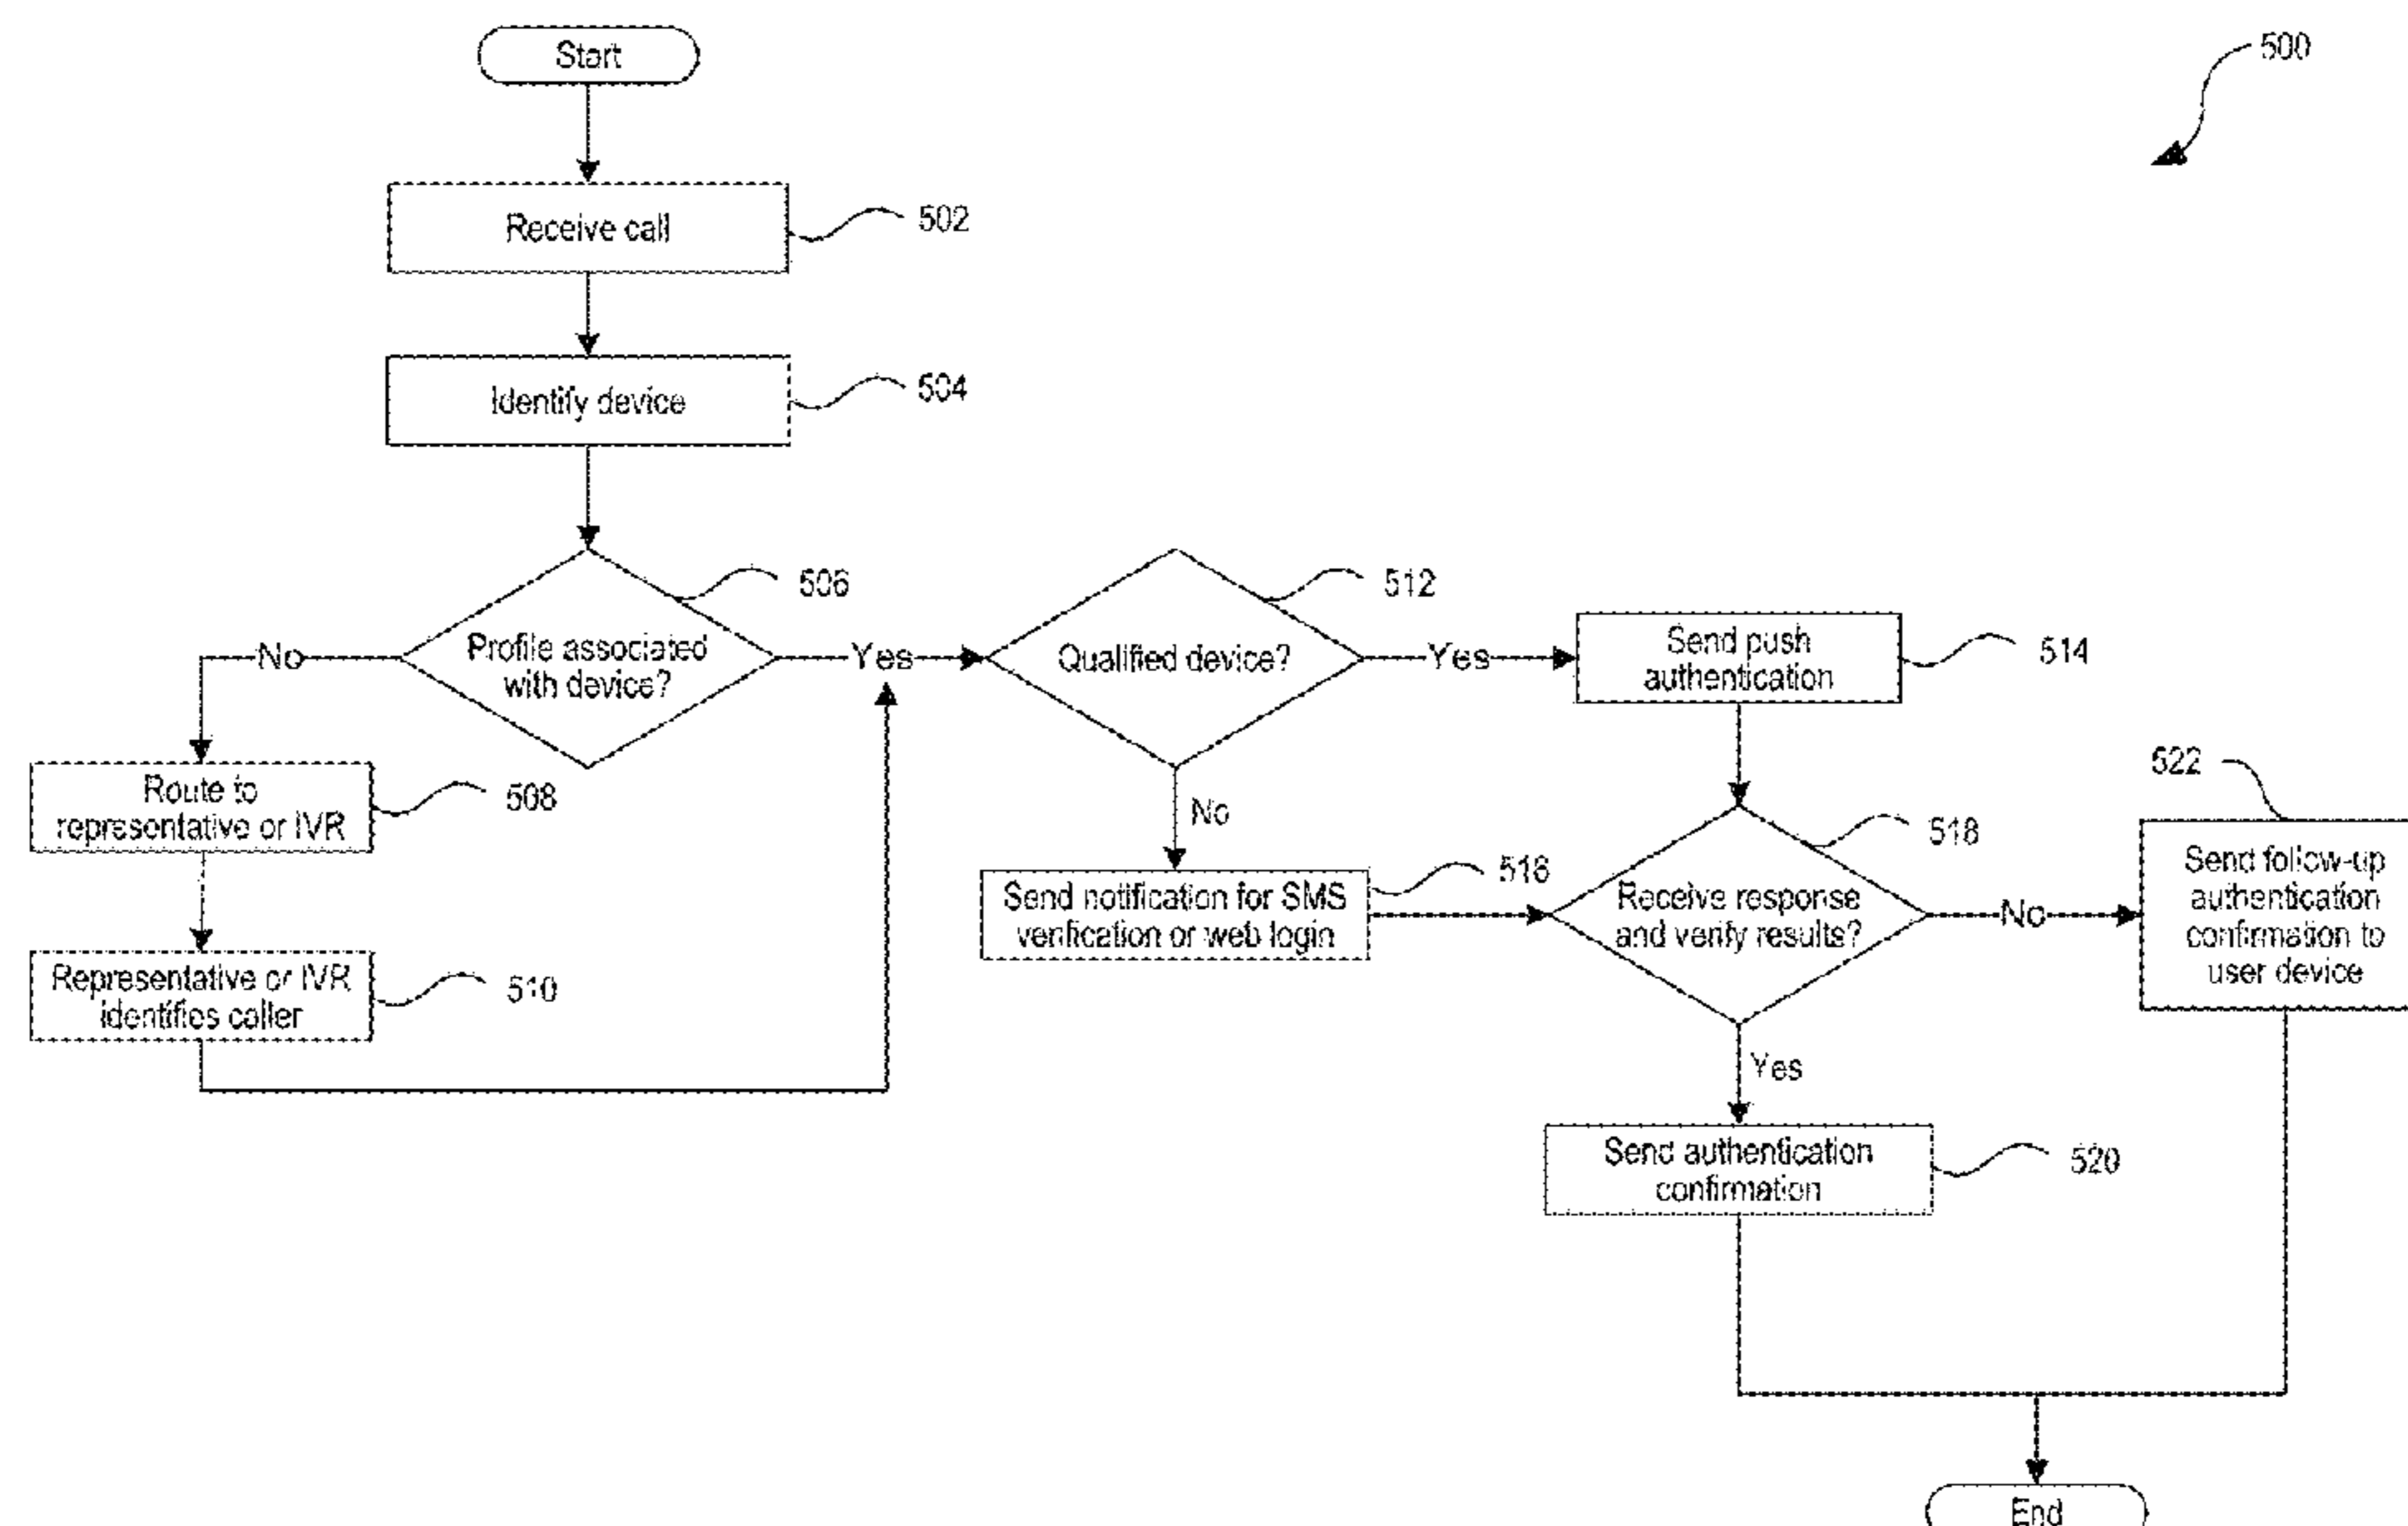 Start
500
Receive call
502
Identify device
504
506
Profile associated
with device?
No
Yes
512
Qualified device?
Yes
Send push
authentication
514
No
Route to
representative or IVR
508
Representative or IVR
identifies caller
510
Send notification for SMS
verification or web login
516
518
Receive response
and verify results?
No
522
Send follow-up
authentication
confirmation to
user device
Yes
Send authentication
confirmation
520
End